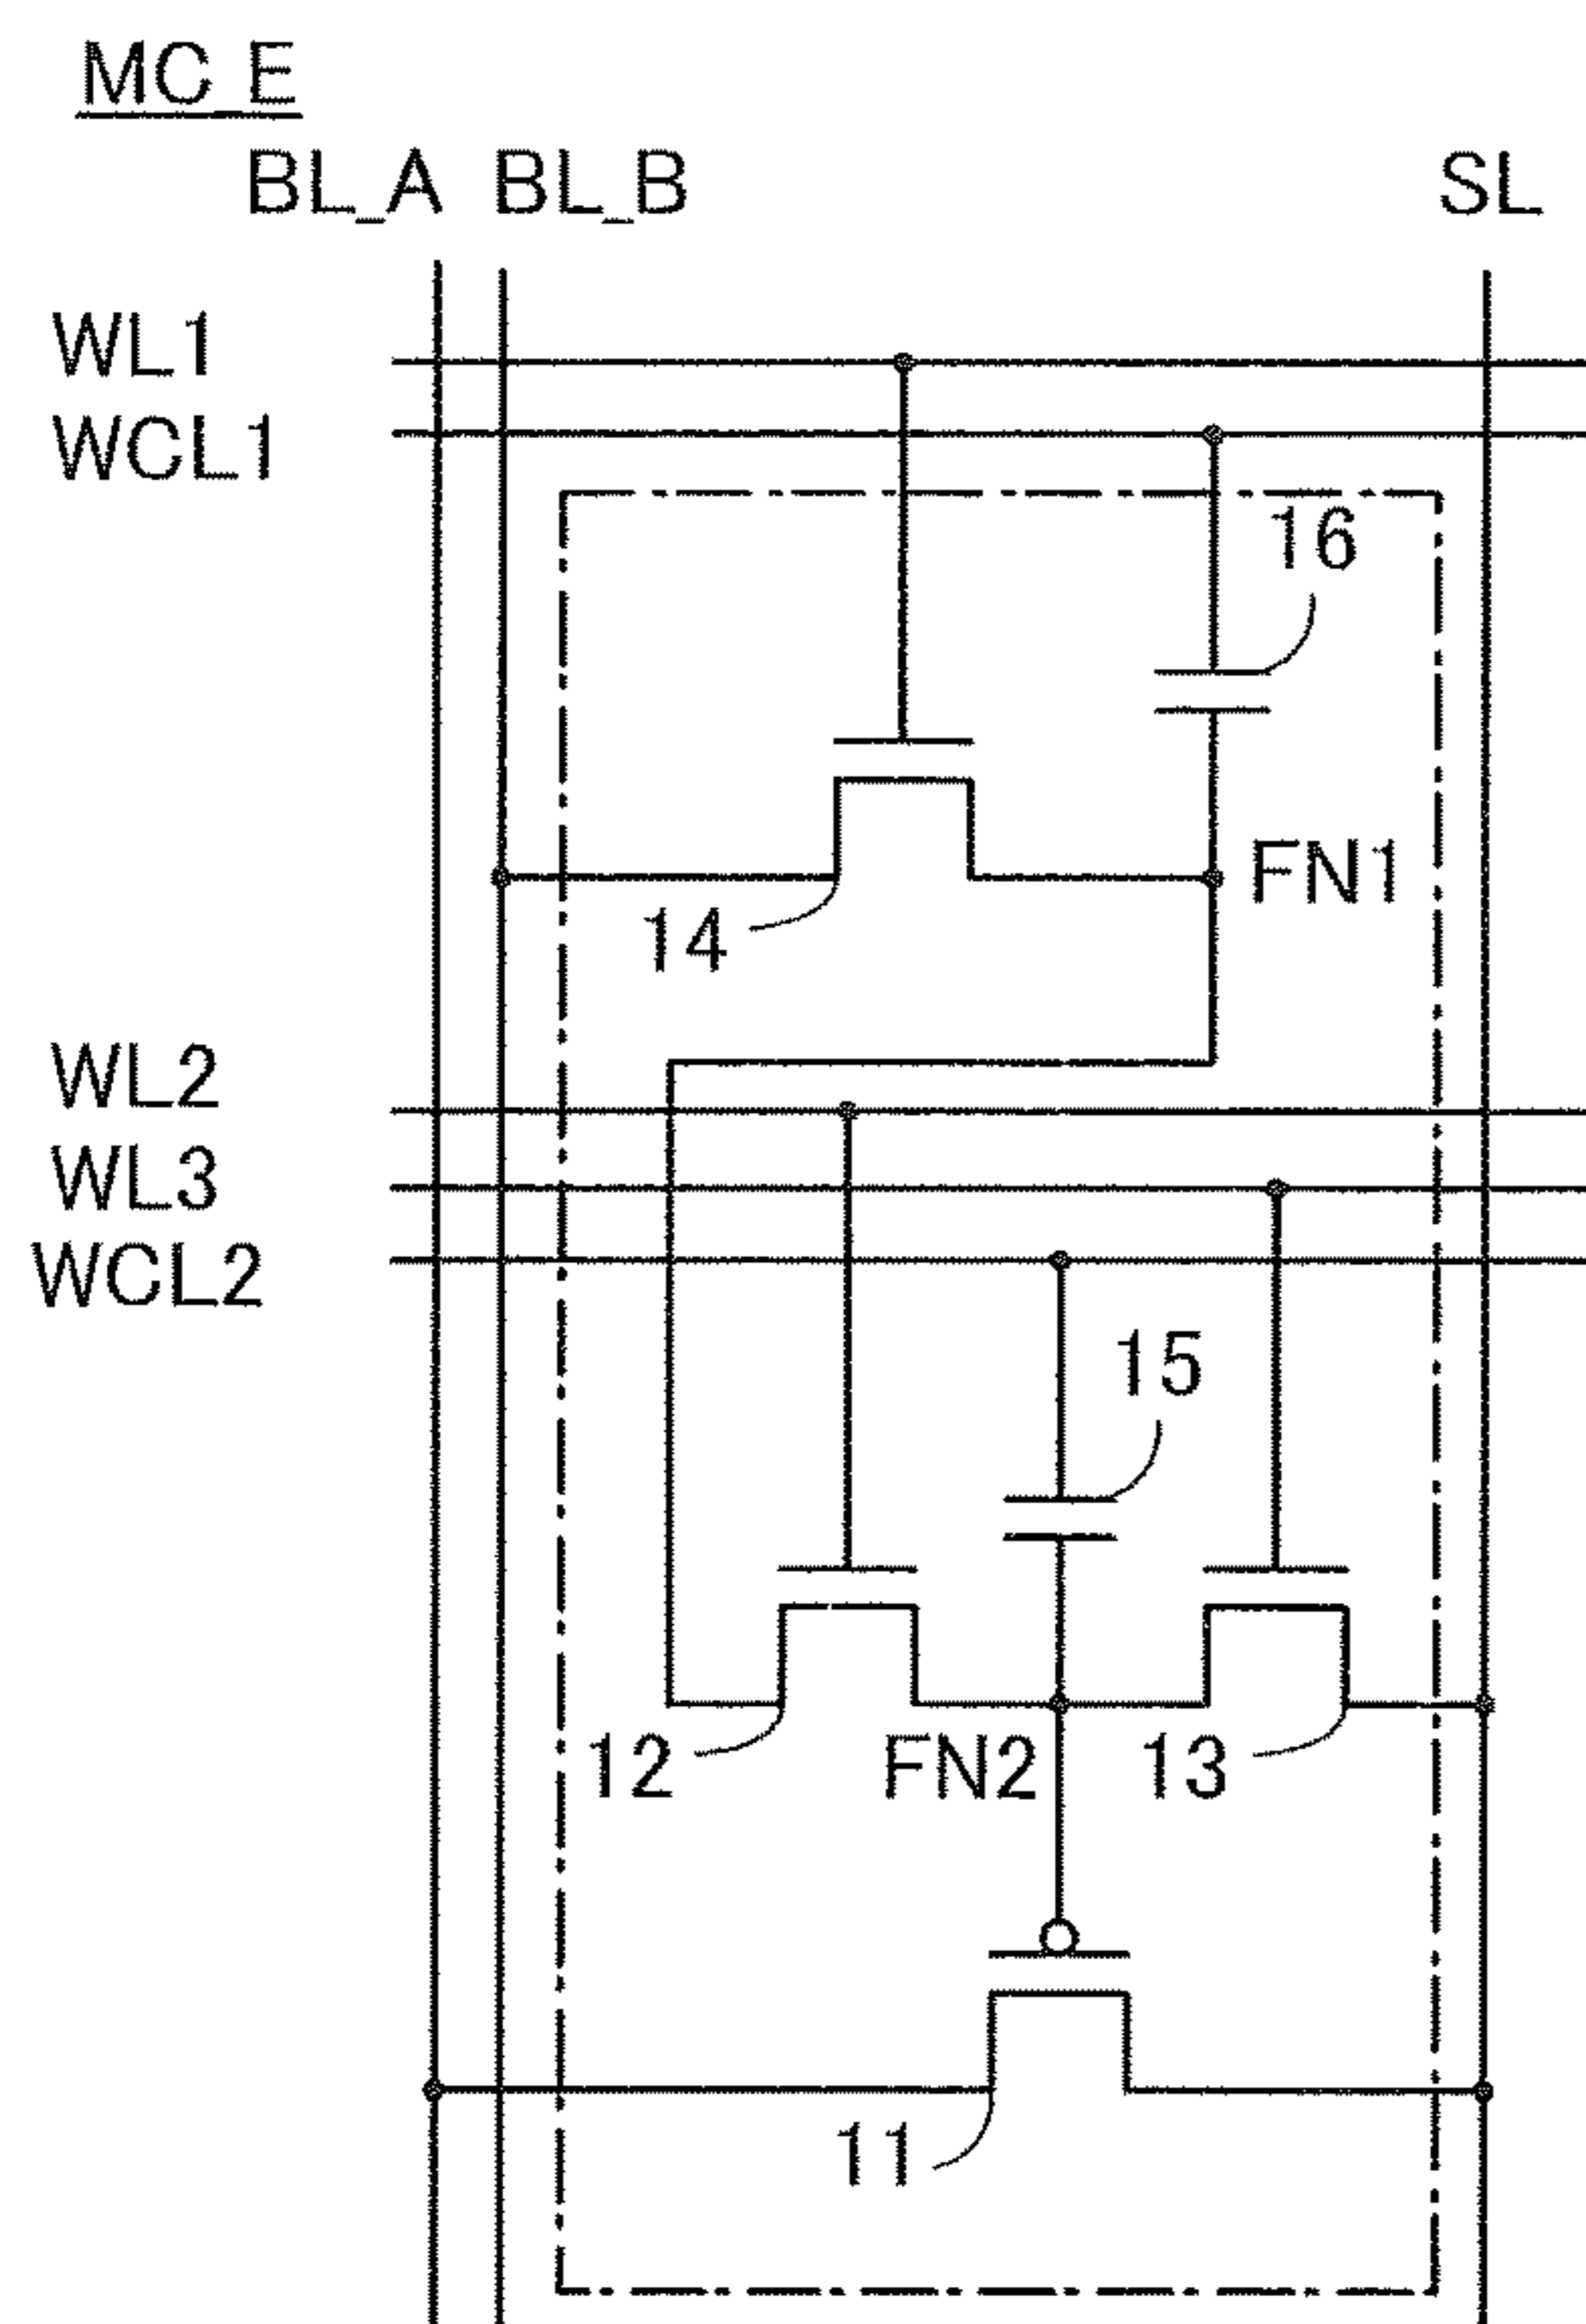 MC_E
BL_A BL_B SL
WL1
WCL1
16
FN1
14
WL2
WL3
WCL2
15
12 FN2 13
11